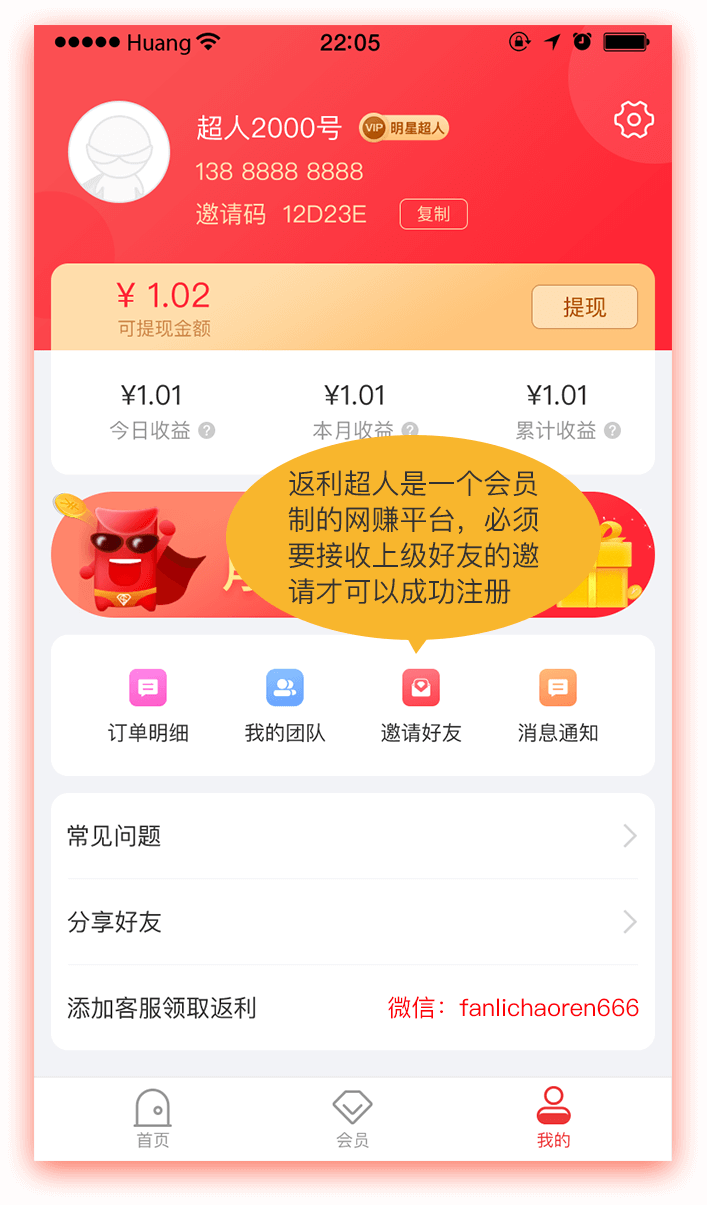 Huang
22:05
超人2000号
VIP 明星超人
138 8888 8888
邀请码 12D23E 复制
¥ 1.02
可提现金额
提现
¥1.01 ¥1.01 ¥1.01
今日收益 ? 本月收益 ? 累计收益 ?
返利超人是一个会员
制的网赚平台，必须
要接收上级好友的邀
请才可以成功注册
订单明细 我的团队 邀请好友 消息通知
常见问题
分享好友
添加客服领取返利 微信：fanlichaoren666
首页 会员 我的